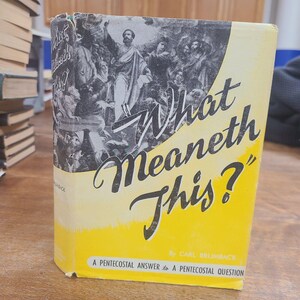 "What
Meaneth
This?"
By CARL BRUMBACK
A PENTECOSTAL ANSWER to A PENTECOSTAL QUESTION